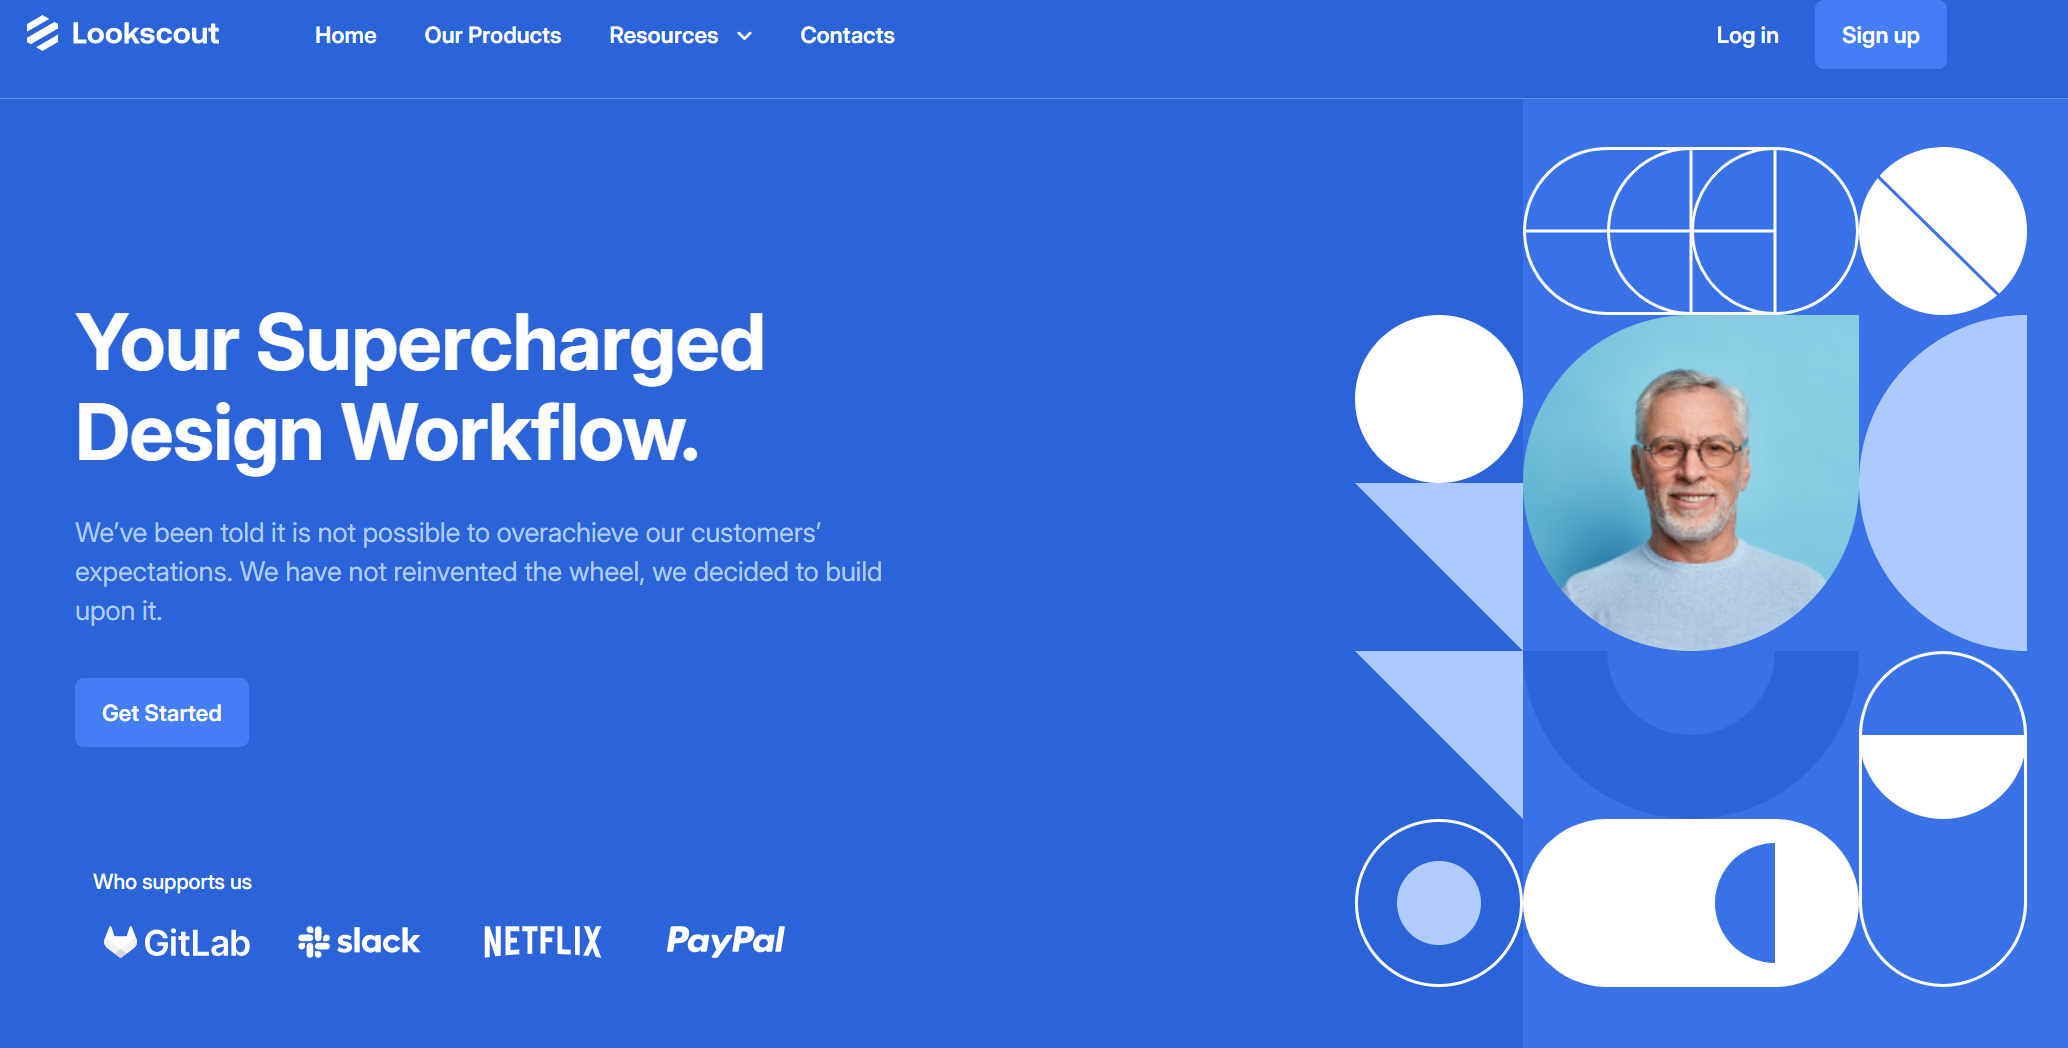 Lookscout
Home
Our Products
Resources
Contacts
Log in
Sign up
Your Supercharged
Design Workflow.
We’ve been told it is not possible to overachieve our customers’
expectations. We have not reinvented the wheel, we decided to build
upon it.
Get Started
Who supports us
GitLab
slack
NETFLIX
PayPal